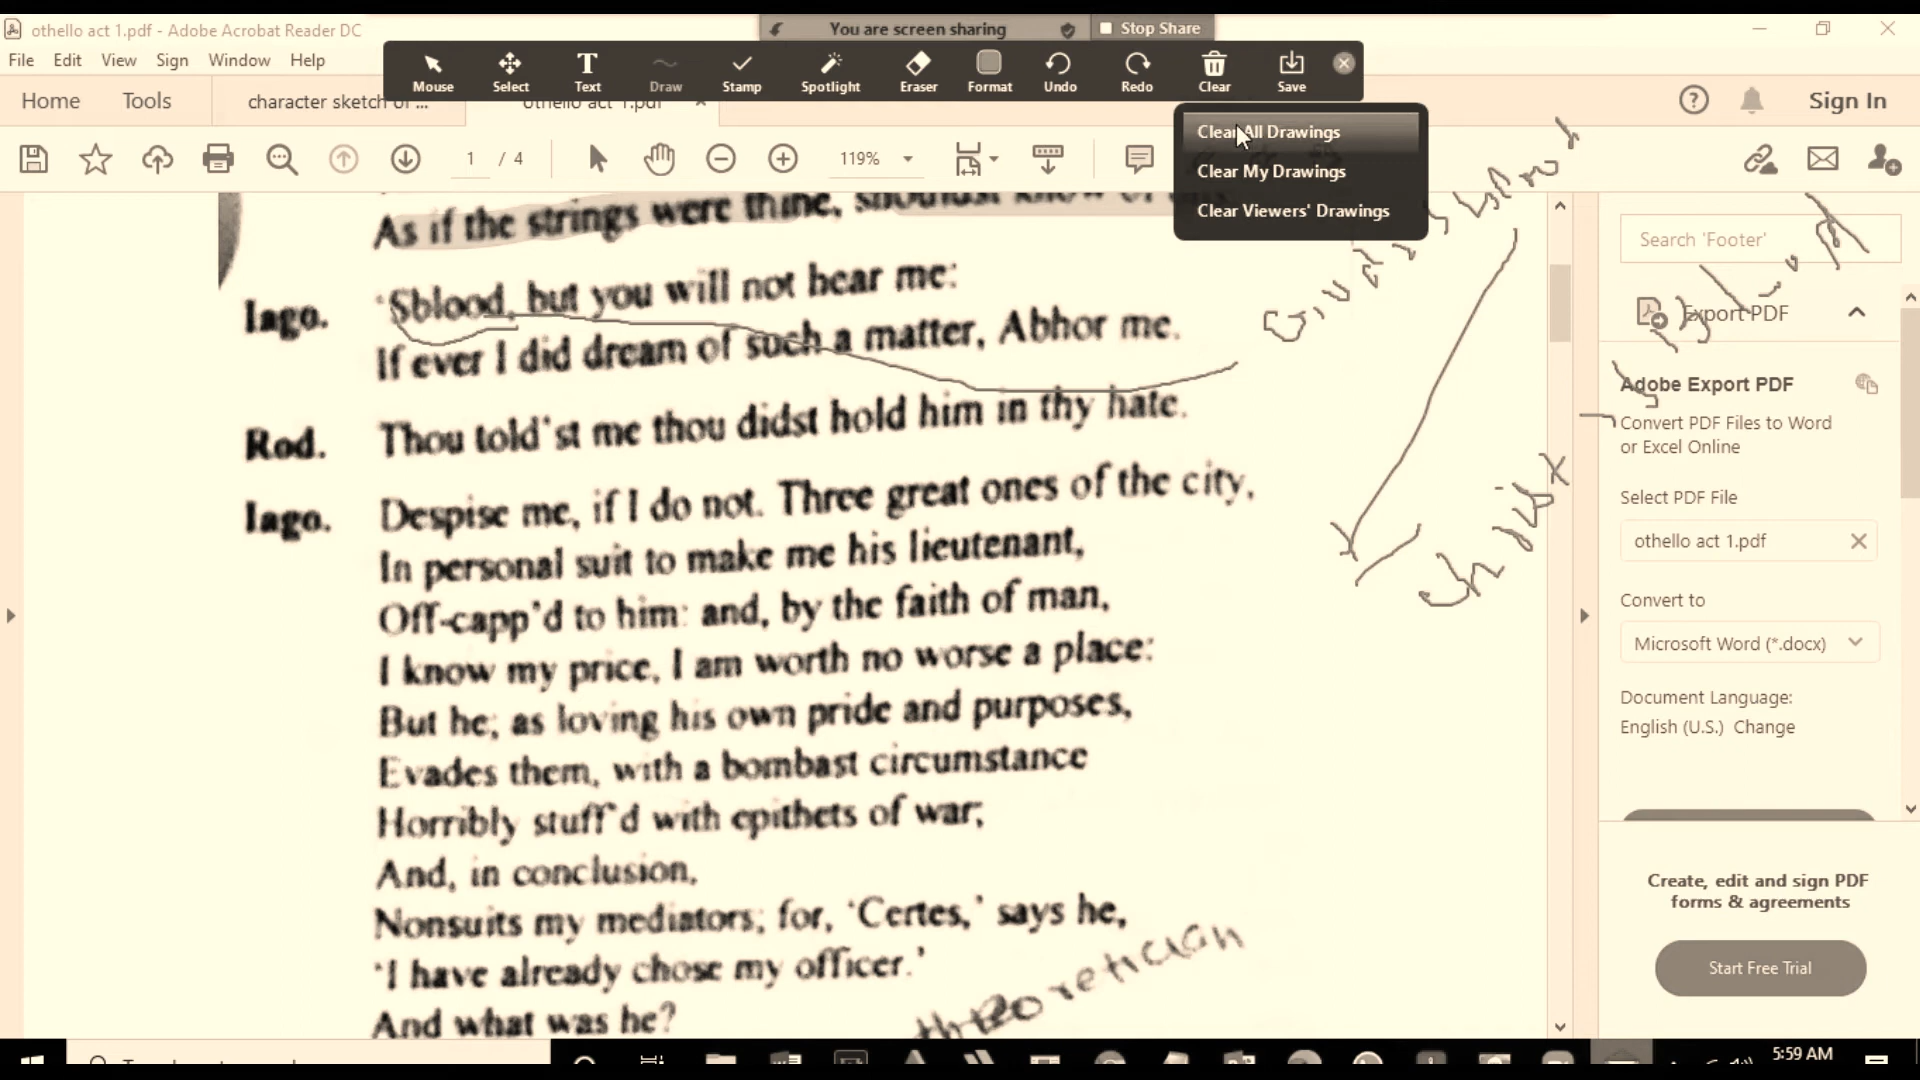 othello act 1.pdf - Adobe Acrobat Reader DC
You are screen sharing
Stop Share
File Edit View Sign Window Help
Mouse Select Text Draw Stamp Spotlight Eraser Format Undo Redo Clear Save
Home Tools character sketch of ... othello act 1.pdf Sign In
Clear All Drawings
Clear My Drawings
Clear Viewers' Drawings
1 / 4 119%
As if the strings were thine, shouldst know of
Iago. 'Sblood, but you will not hear me:
If ever I did dream of such a matter, Abhor me.
Rod. Thou told'st me thou didst hold him in thy hate.
Iago. Despise me, if I do not. Three great ones of the city,
In personal suit to make me his lieutenant,
Off-capp'd to him: and, by the faith of man,
I know my price, I am worth no worse a place:
But he; as loving his own pride and purposes,
Evades them, with a bombast circumstance
Horribly stuff'd with epithets of war;
And, in conclusion,
Nonsuits my mediators; for, 'Certes,' says he,
'I have already chose my officer.'
And what was he?
theoretician
Search 'Footer'
Export PDF
Adobe Export PDF
Convert PDF Files to Word
or Excel Online
Select PDF File
othello act 1.pdf
Convert to
Microsoft Word (*.docx)
Document Language:
English (U.S.) Change
Create, edit and sign PDF
forms & agreements
Start Free Trial
5:59 AM